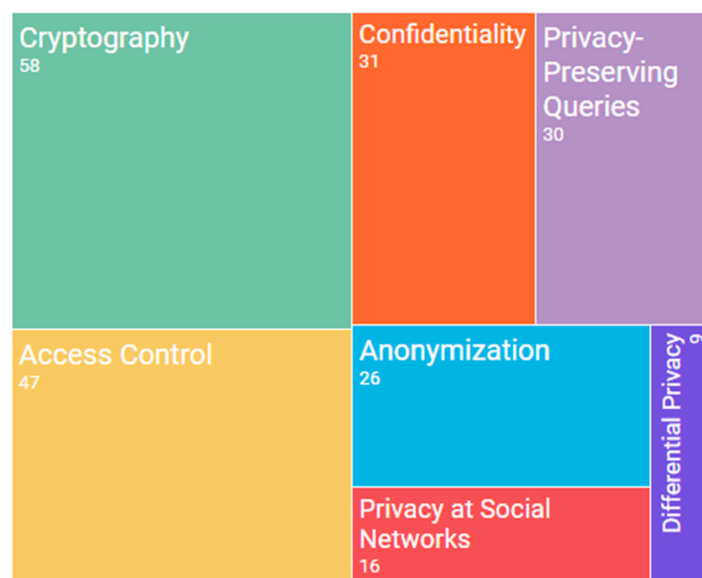 Cryptography
58
Confidentiality
31
Privacy-
Preserving
Queries
30
Access Control
47
Anonymization
26
Privacy at Social
Networks
16
Differential Privacy
9